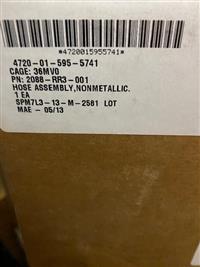 *4720015955741*
4720-01-595-5741
CAGE: 36MV0
PN: 2088-RR3-001
HOSE ASSEMBLY,NONMETALLIC.
1 EA
SPM7L3-13-M-2581 LOT
MAE - 05/13